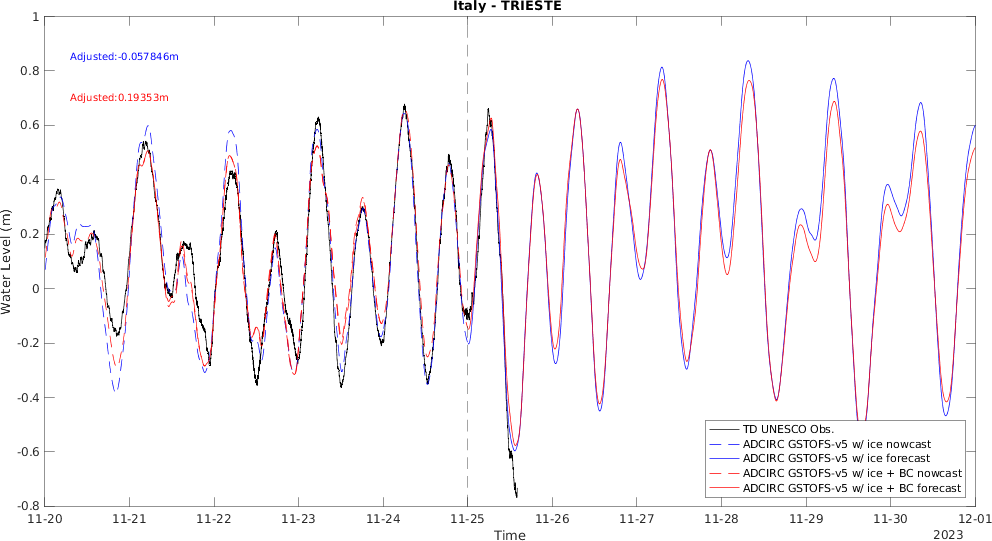 Italy - TRIESTE
Adjusted:-0.057846m
Adjusted:0.19353m
Water Level (m)
1
0.8
0.6
0.4
0.2
0
-0.2
-0.4
-0.6
-0.8
TD UNESCO Obs.
ADCIRC GSTOFS-v5 w/ ice nowcast
ADCIRC GSTOFS-v5 w/ ice forecast
ADCIRC GSTOFS-v5 w/ ice + BC nowcast
ADCIRC GSTOFS-v5 w/ ice + BC forecast
11-20 11-21 11-22 11-23 11-24 11-25 11-26 11-27 11-28 11-29 11-30 12-01
Time
2023